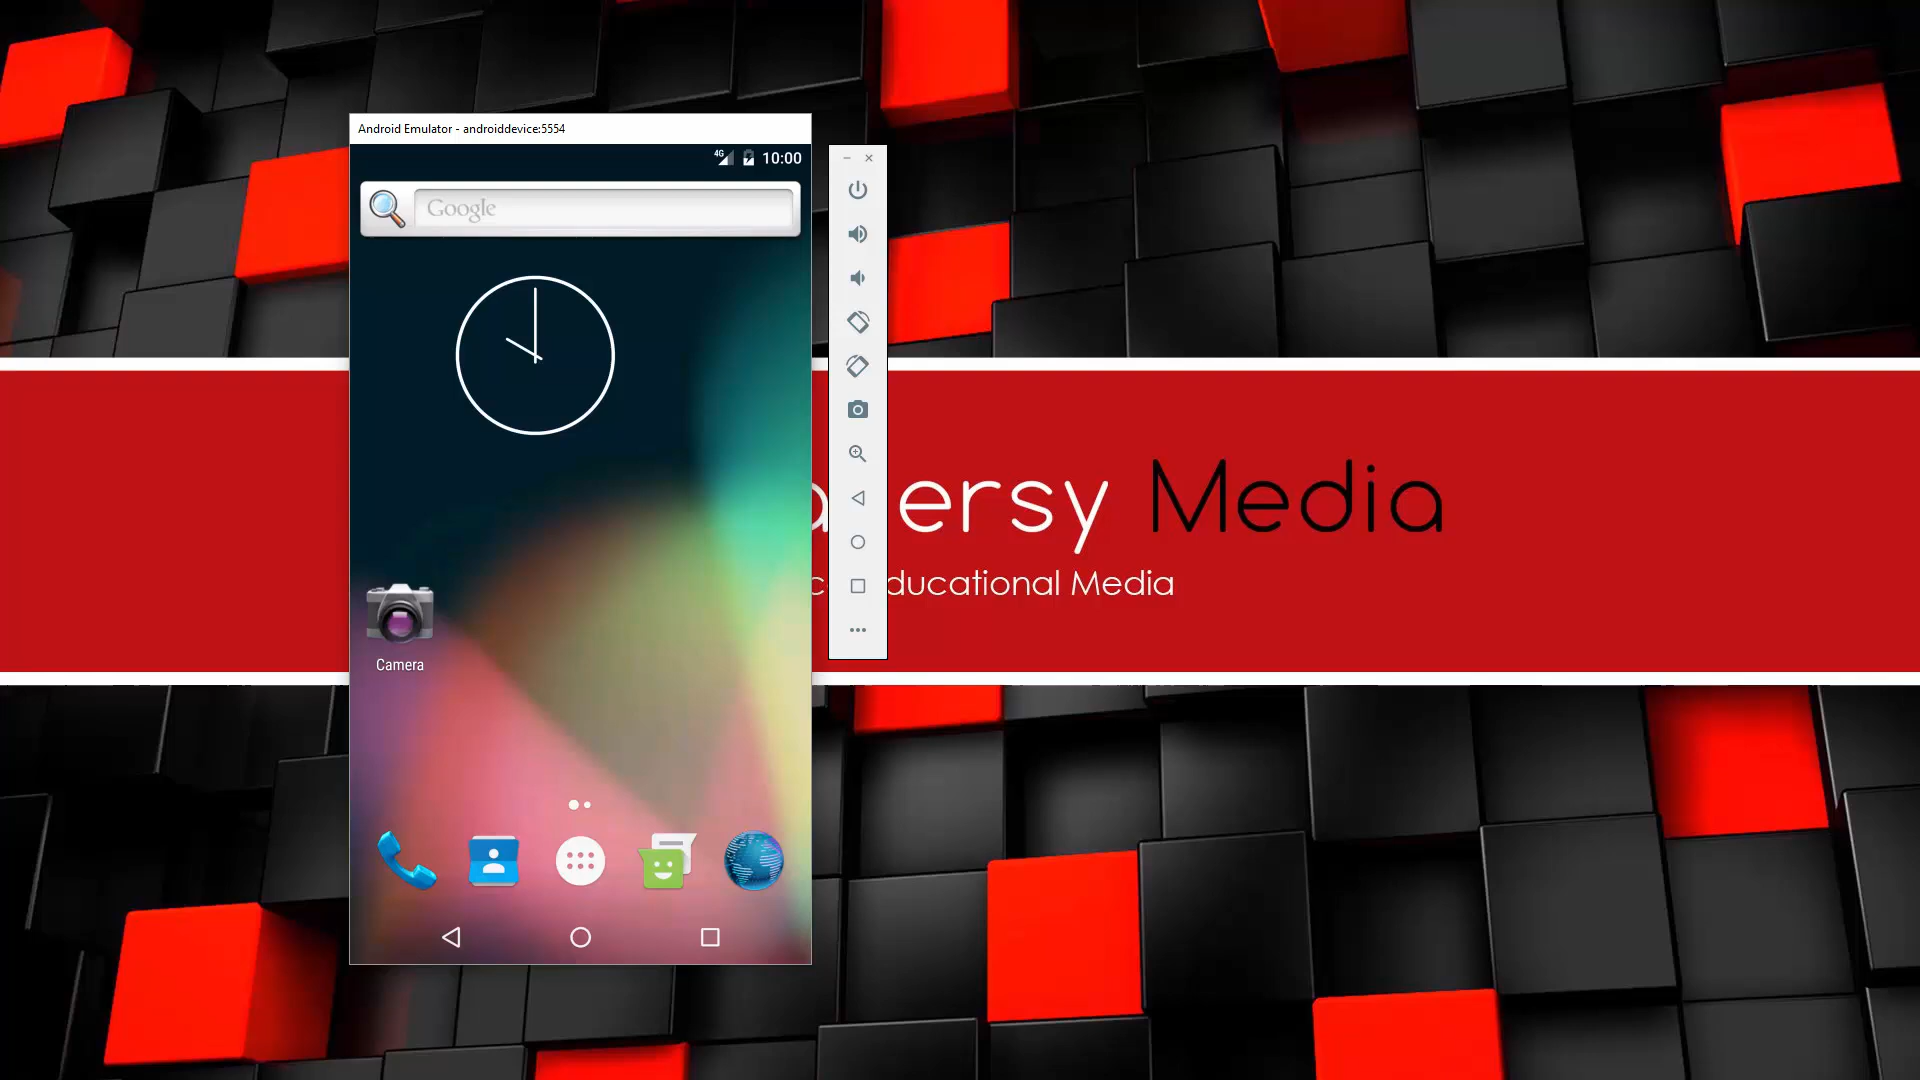 Android Emulator - androiddevice:5554
4G 10:00
Google
ersy Media
ducational Media
Camera